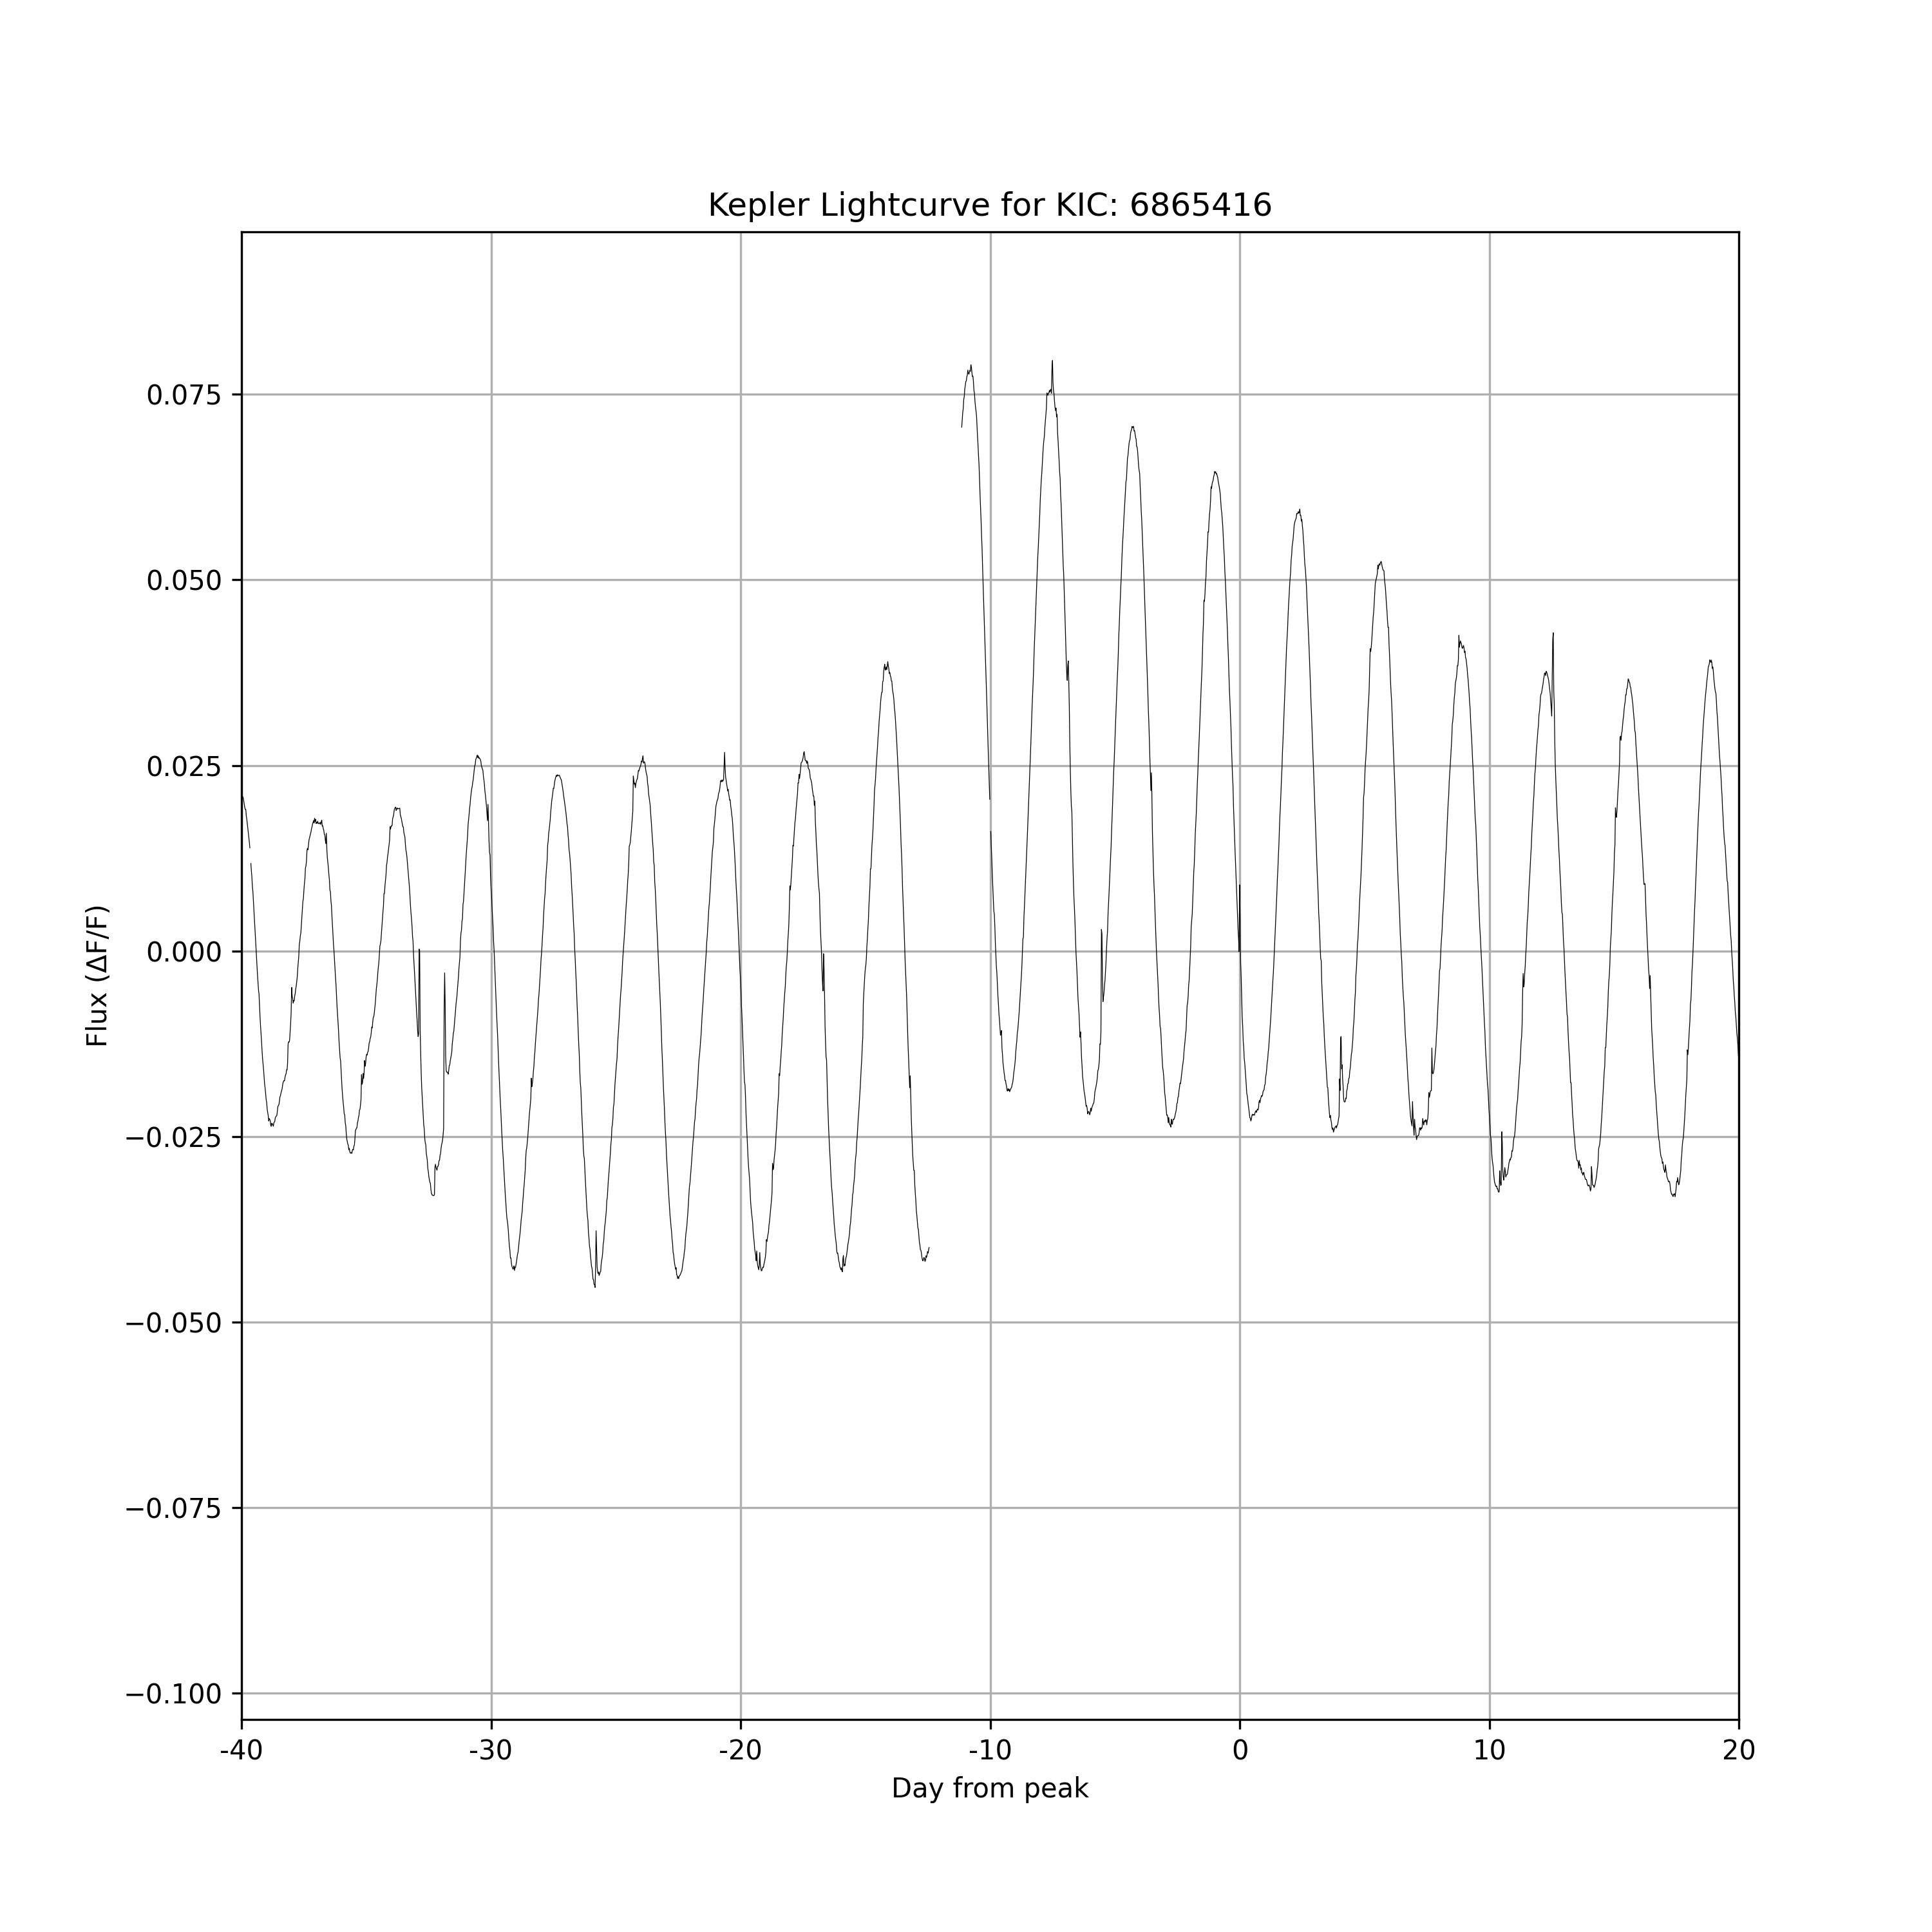 Kepler Lightcurve for KIC: 6865416
Flux (ΔF/F)
0.075
0.050
0.025
0.000
−0.025
−0.050
−0.075
−0.100
-40 -30 -20 -10 0 10 20
Day from peak